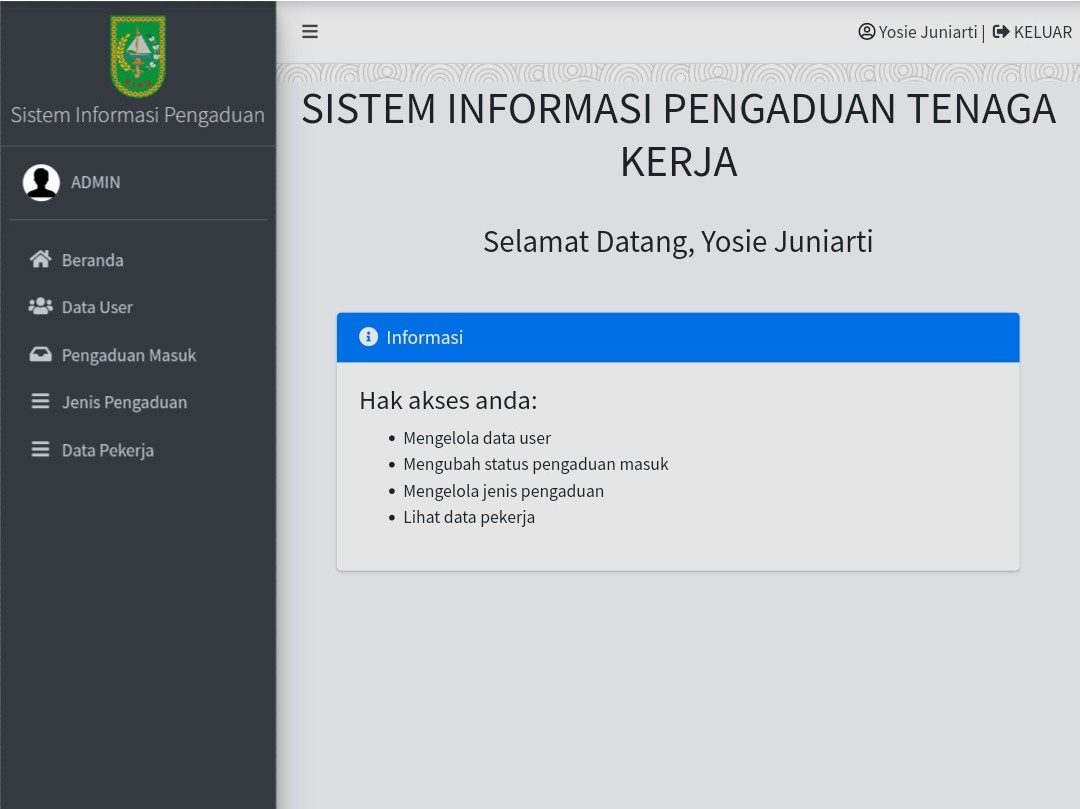 Sistem Informasi Pengaduan
ADMIN
Beranda
Data User
Pengaduan Masuk
Jenis Pengaduan
Data Pekerja
Yosie Juniarti | KELUAR
SISTEM INFORMASI PENGADUAN TENAGA
KERJA
Selamat Datang, Yosie Juniarti
Informasi
Hak akses anda:
• Mengelola data user
• Mengubah status pengaduan masuk
• Mengelola jenis pengaduan
• Lihat data pekerja